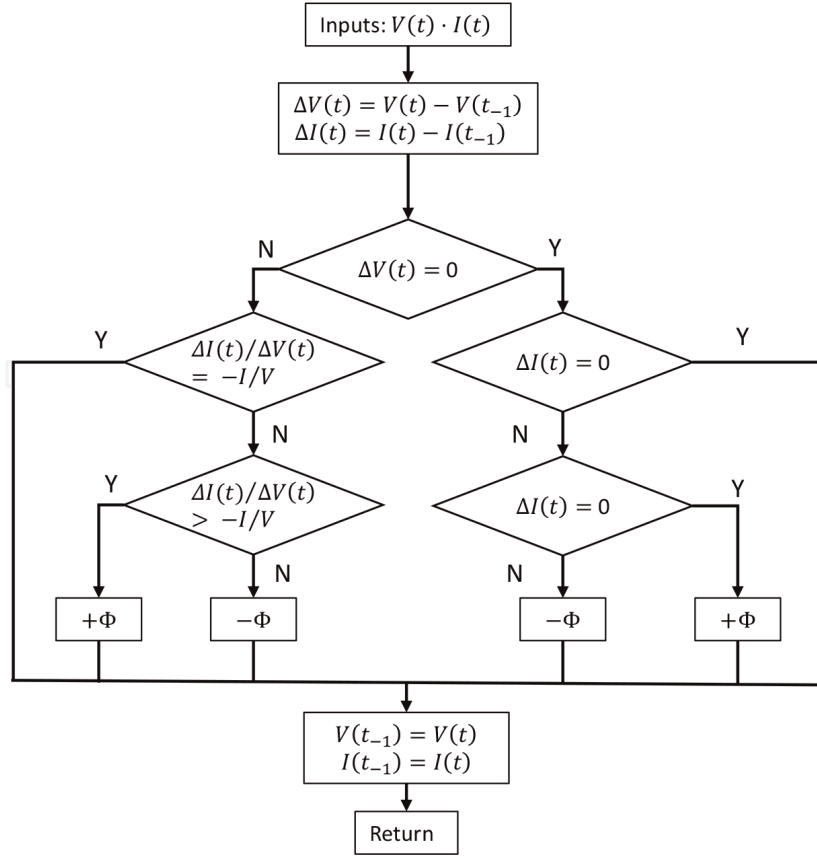 Inputs: V(t) · I(t)
ΔV(t) = V(t) − V(t₋₁)
ΔI(t) = I(t) − I(t₋₁)
N
Y
ΔV(t) = 0
Y
ΔI(t)/ΔV(t)
= −I/V
ΔI(t) = 0
Y
N
N
Y
ΔI(t)/ΔV(t)
> −I/V
ΔI(t) = 0
Y
N
N
+Φ
−Φ
−Φ
+Φ
V(t₋₁) = V(t)
I(t₋₁) = I(t)
Return